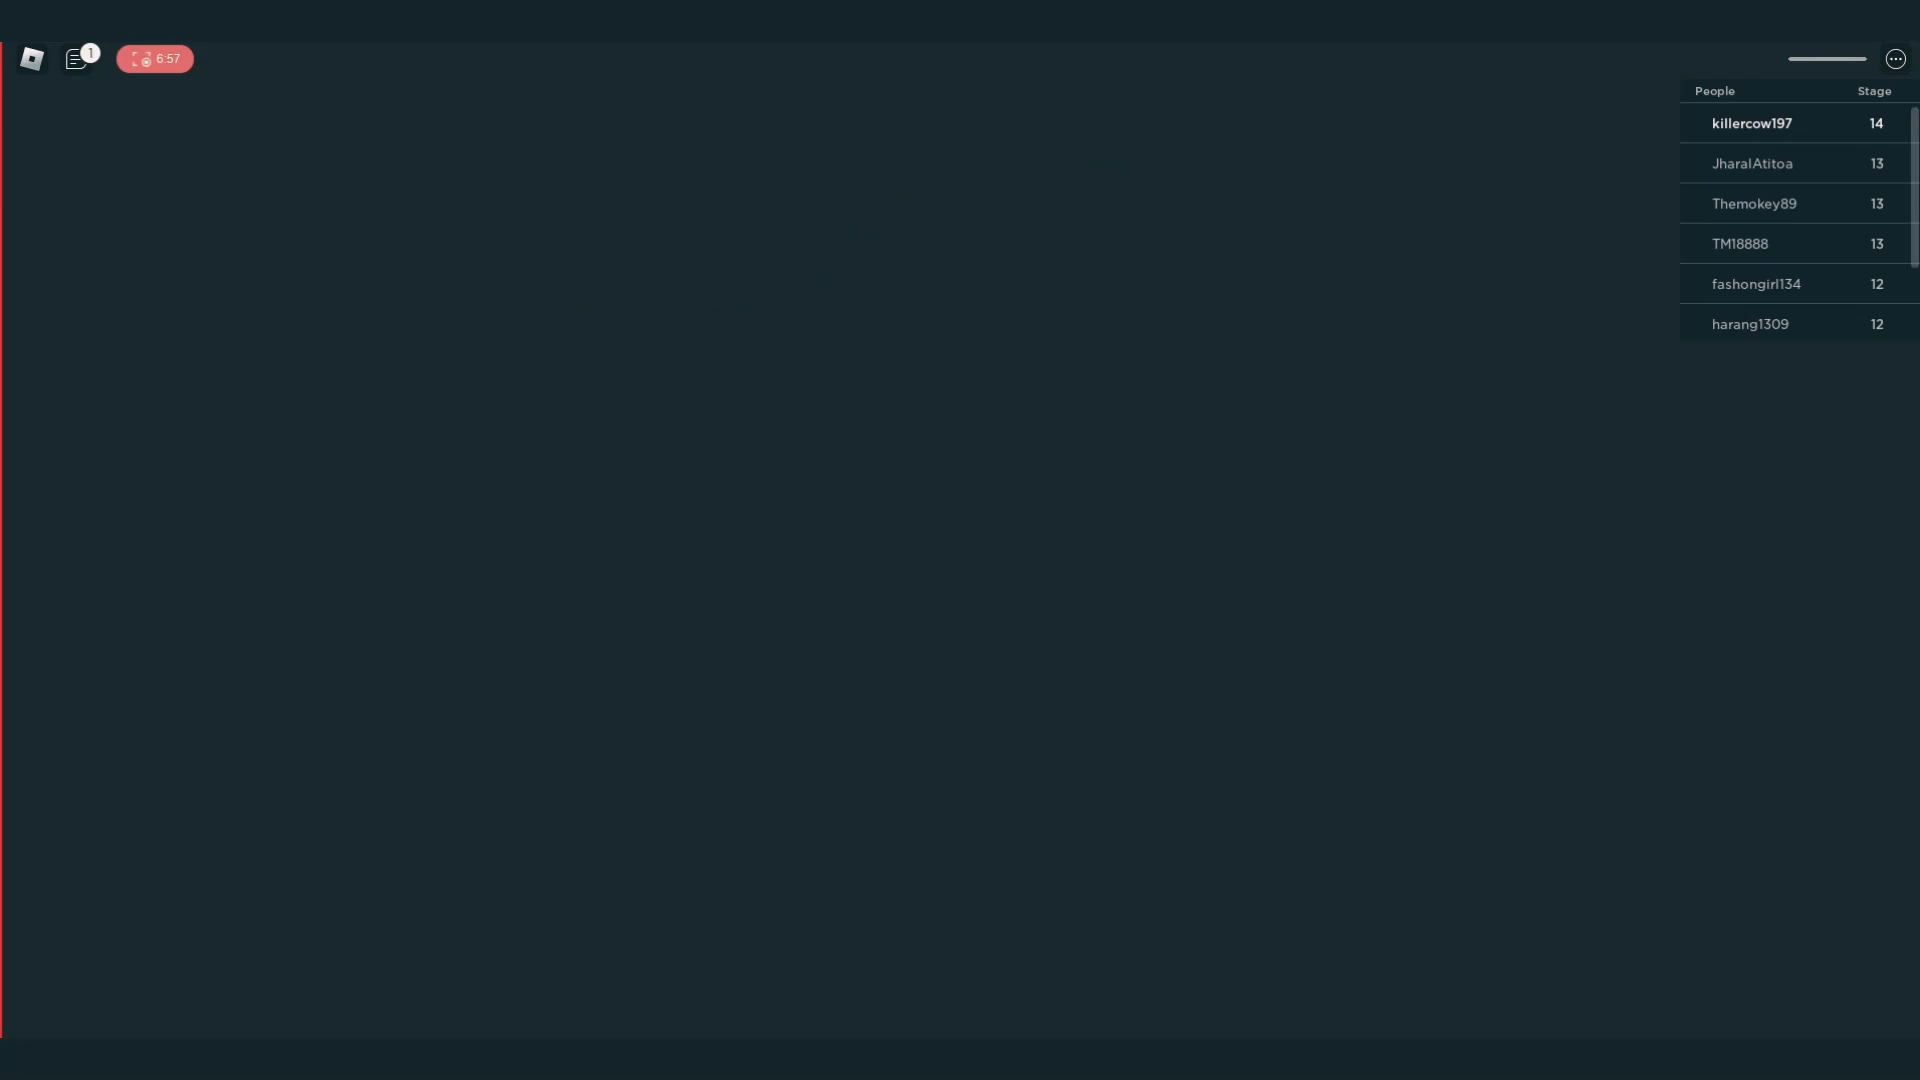 1
6:57
People Stage
killercow197 14
JharalAtitoa 13
Themokey89 13
TM18888 13
fashongirl134 12
harang1309 12